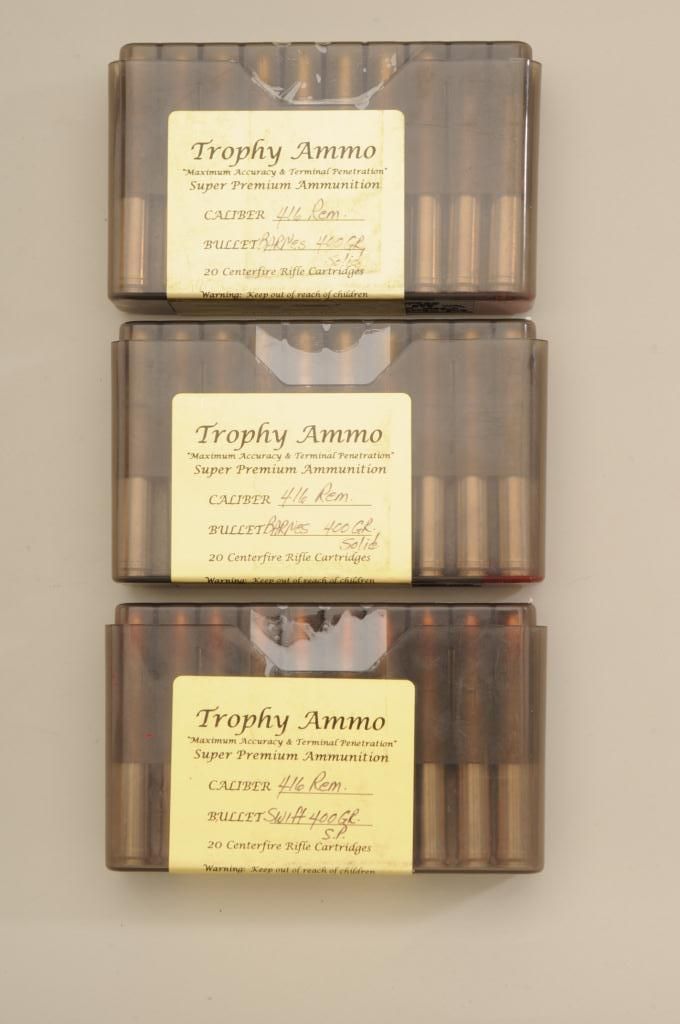 Trophy Ammo
"Maximum Accuracy & Terminal Penetration"
Super Premium Ammunition
CALIBER 416 Rem.
BULLET BARNES 400 GR.
Solid
20 Centerfire Rifle Cartridges
Warning: Keep out of reach of children
Trophy Ammo
"Maximum Accuracy & Terminal Penetration"
Super Premium Ammunition
CALIBER 416 Rem.
BULLET BARNES 400 GR.
Solid
20 Centerfire Rifle Cartridges
Warning: Keep out of reach of children
Trophy Ammo
"Maximum Accuracy & Terminal Penetration"
Super Premium Ammunition
CALIBER 416 Rem.
BULLET Swift 400 GR.
S.P.
20 Centerfire Rifle Cartridges
Warning: Keep out of reach of children